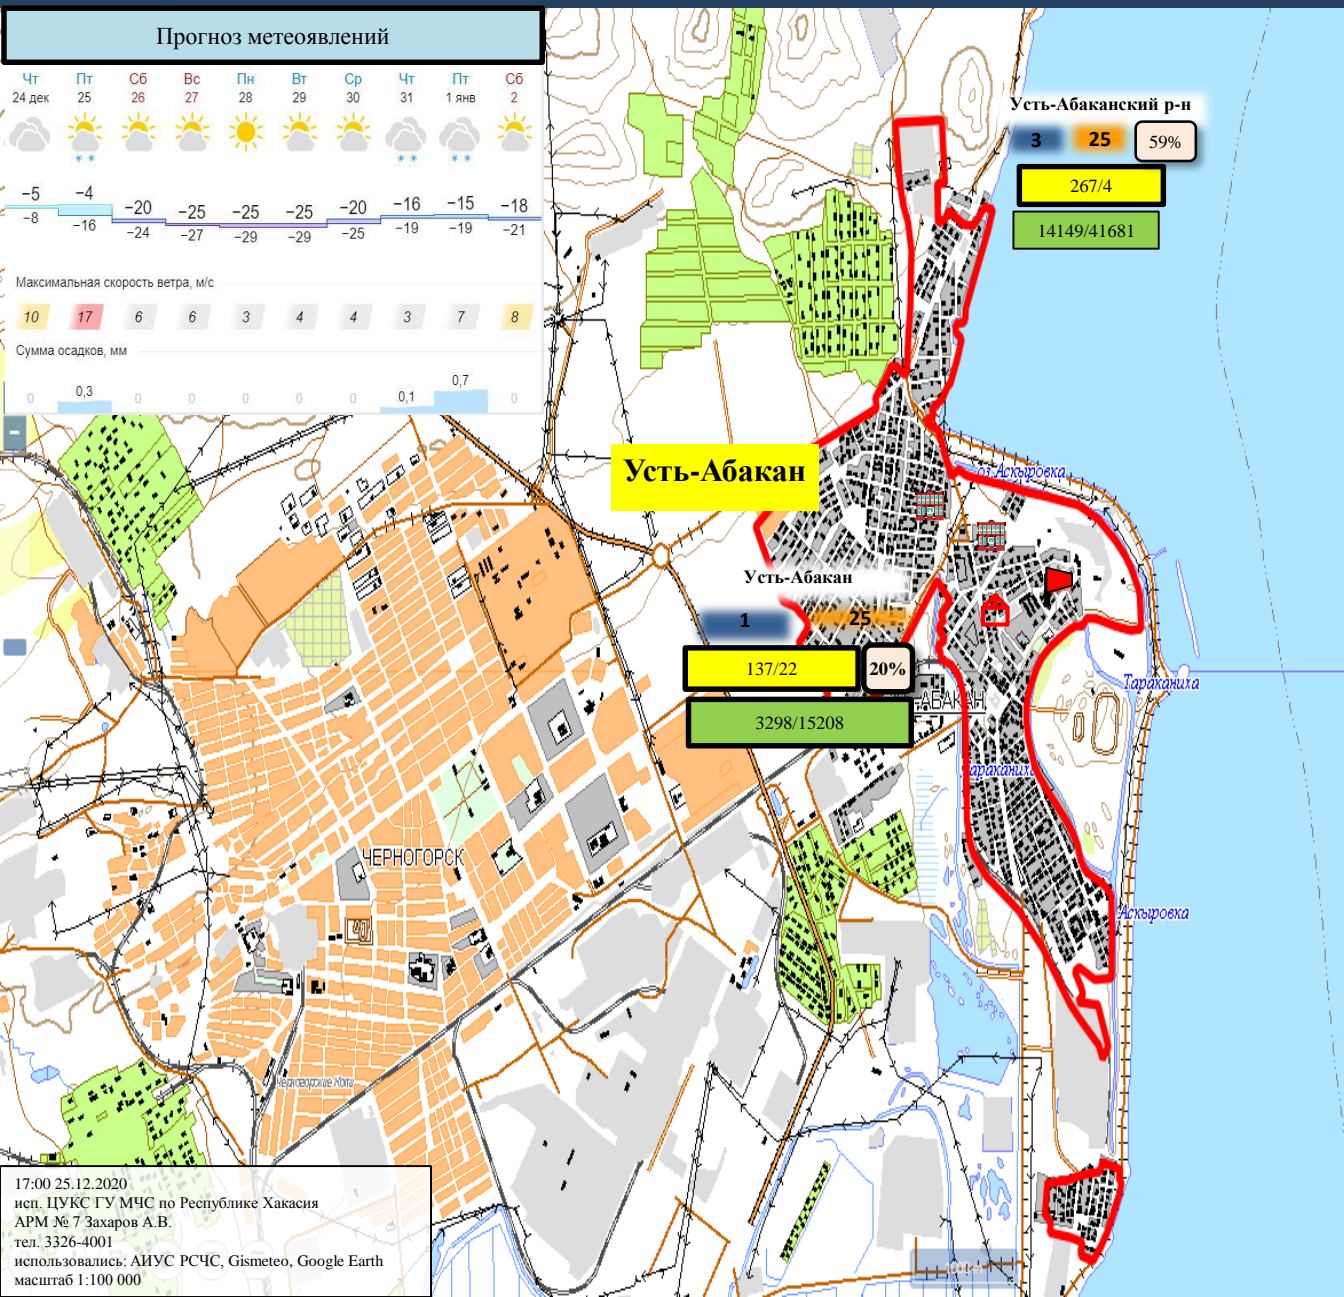 Прогноз метеоявлений
Чт Пт Сб Вс Пн Вт Ср Чт Пт Сб
24 дек 25 26 27 28 29 30 31 1 янв 2
−5 −4 −20 −25 −25 −25 −20 −16 −15 −18
−8 −16 −24 −27 −29 −29 −25 −19 −19 −21
Максимальная скорость ветра, м/с
10 17 6 6 3 4 4 3 7 8
Сумма осадков, мм
0 0,3 0 0 0 0 0 0,1 0,7 0
Усть-Абаканский р-н
3 25 59%
267/4
14149/41681
Усть-Абакан
оз Аскыровка
Усть-Абакан
1 25
137/22 20%
3298/15208
-АБАКАН
Тараканиха
Тараканиха
ЧЕРНОГОРСК
Аскыровка
Черногорские Копи
17:00 25.12.2020
исп. ЦУКС ГУ МЧС по Республике Хакасия
АРМ № 7 Захаров А.В.
тел. 3326-4001
использовались: АИУС РСЧС, Gismeteo, Google Earth
масштаб 1:100 000